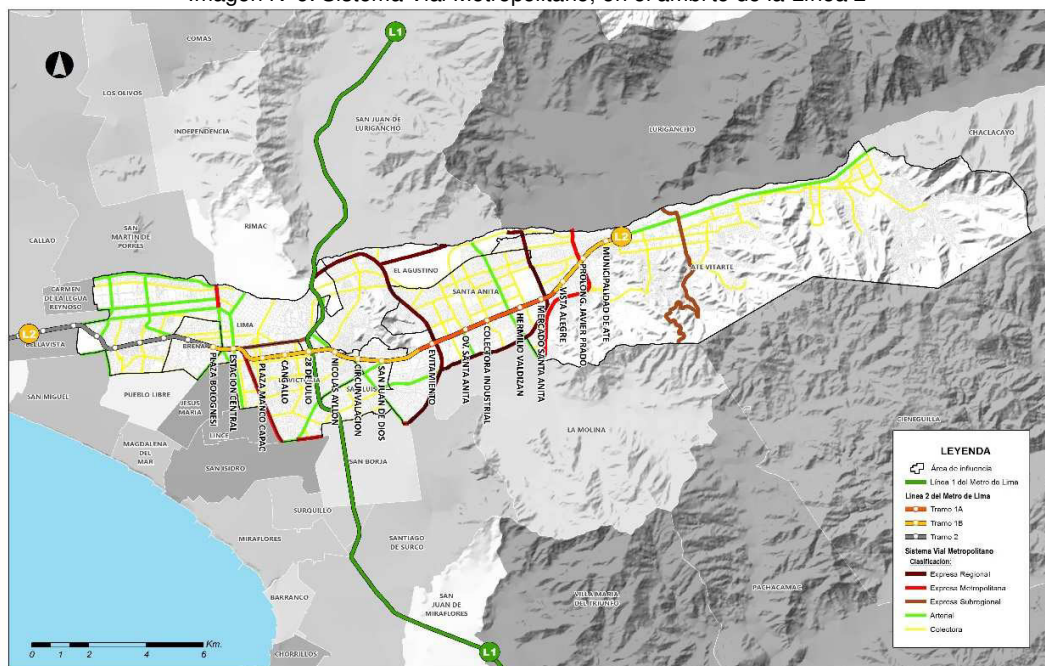 Imagen N° 6: Sistema Vial Metropolitano, en el ámbito de la Línea 2
COMAS
L1
LOS OLIVOS
INDEPENDENCIA
SAN JUAN DE
LURIGANCHO
LURIGANCHO
CHACLACAYO
SAN
MARTIN DE
PORRES
RIMAC
CALLAO
L2
EL AGUSTINO
ATE VITARTE
CARMEN
DE LA LEGUA
REYNOSO
SANTA ANITA
LIMA
L2
BELLAVISTA
BREÑA
PLAZA BOLOGNESI
ESTACION CENTRAL
PLAZA MANCO CAPAC
CANGALLO
28 DE JULIO
NICOLAS AYLLON
CIRCUNVALACION
SAN JUAN DE DIOS
EVITAMIENTO
OV. SANTA ANITA
COLECTORA INDUSTRIAL
HERMILIO VALDIZAN
MERCADO SANTA ANITA
VISTA ALEGRE
PROLONG. JAVIER PRADO
MUNICIPALIDAD DE ATE
LA VICTORIA
SAN LUIS
SAN MIGUEL
PUEBLO LIBRE
JESUS
MARIA
LINCE
MAGDALENA
DEL MAR
SAN ISIDRO
SAN BORJA
LA MOLINA
CIENEGUILLA
SURQUILLO
MIRAFLORES
SANTIAGO
DE SURCO
BARRANCO
SAN
JUAN DE
MIRAFLORES
VILLA MARIA
DEL TRIUNFO
PACHACAMAC
CHORRILLOS
L1
0 1 2 4 6 Km.
LEYENDA
Área de influencia
Línea 1 del Metro de Lima
Línea 2 del Metro de Lima
Tramo 1A
Tramo 1B
Tramo 2
Sistema Vial Metropolitano
Clasificación:
Expresa Regional
Expresa Metropolitana
Expresa Subregional
Arterial
Colectora